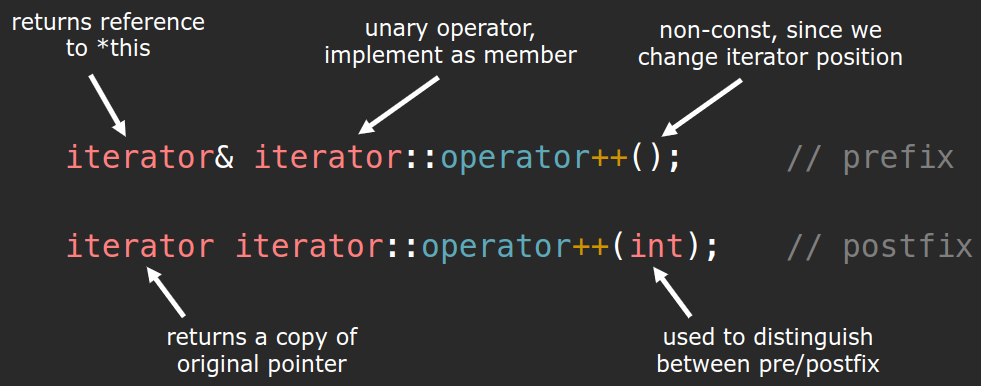 returns reference
to *this
unary operator,
implement as member
non-const, since we
change iterator position
iterator& iterator::operator++(); // prefix
iterator iterator::operator++(int); // postfix
returns a copy of
original pointer
used to distinguish
between pre/postfix